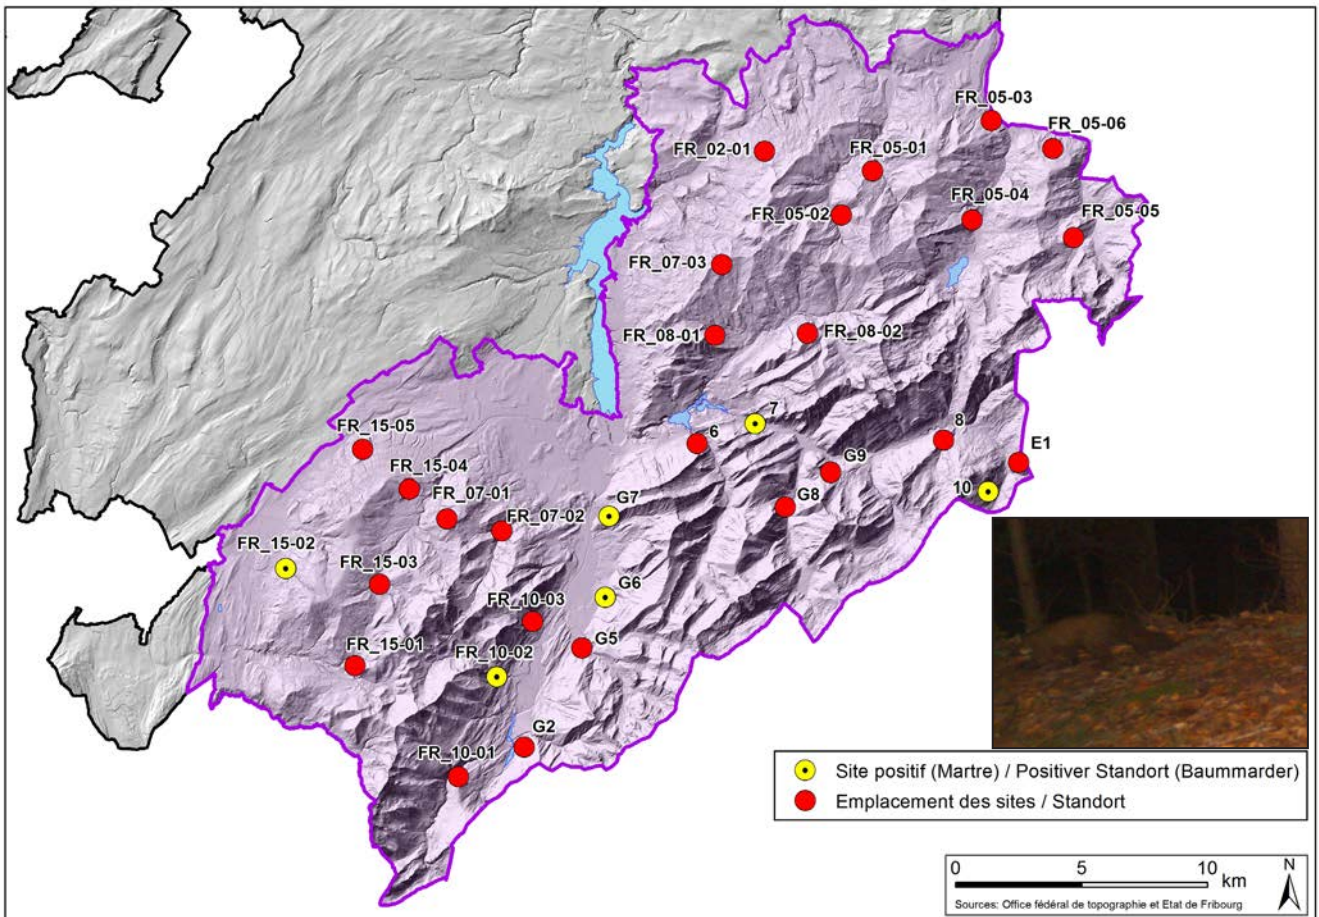 FR_05-03
FR_05-06
FR_02-01
FR_05-01
FR_05-02
FR_05-04
FR_05-05
FR_07-03
FR_08-01
FR_08-02
7
6
8
G9
E1
FR_15-05
FR_15-04
G8
10
FR_07-01
G7
FR_07-02
FR_15-02
FR_15-03
G6
FR_10-03
G5
FR_15-01
FR_10-02
G2
FR_10-01
Site positif (Martre) / Positiver Standort (Baummarder)
Emplacement des sites / Standort
0 5 10
km
N
Sources: Office fédéral de topographie et Etat de Fribourg